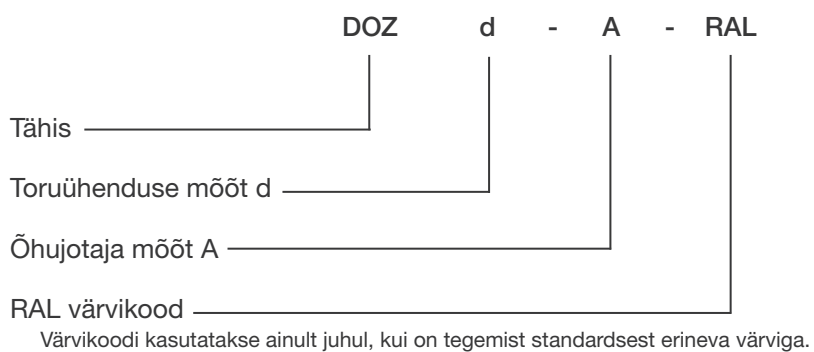 DOZ d - A - RAL
Tähis
Toruühenduse mõõt d
Õhujotaja mõõt A
RAL värvikood
Värvikoodi kasutatakse ainult juhul, kui on tegemist standardsest erineva värviga.